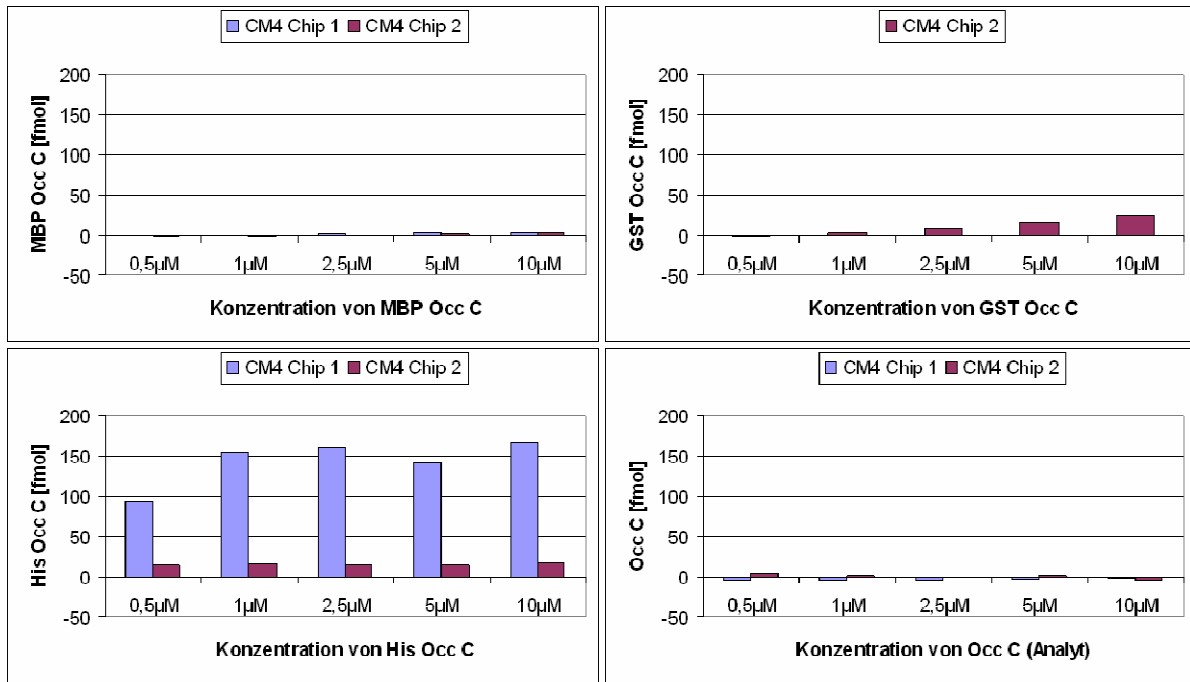 CM4 Chip 1 CM4 Chip 2
MBP Occ C [fmol]
200
150
100
50
0
-50
0,5µM 1µM 2,5µM 5µM 10µM
Konzentration von MBP Occ C
CM4 Chip 2
GST Occ C [fmol]
200
150
100
50
0
-50
0,5µM 1µM 2,5µM 5µM 10µM
Konzentration von GST Occ C
CM4 Chip 1 CM4 Chip 2
His Occ C [fmol]
200
150
100
50
0
-50
0,5µM 1µM 2,5µM 5µM 10µM
Konzentration von His Occ C
CM4 Chip 1 CM4 Chip 2
Occ C [fmol]
200
150
100
50
0
-50
0,5µM 1µM 2,5µM 5µM 10µM
Konzentration von Occ C (Analyt)